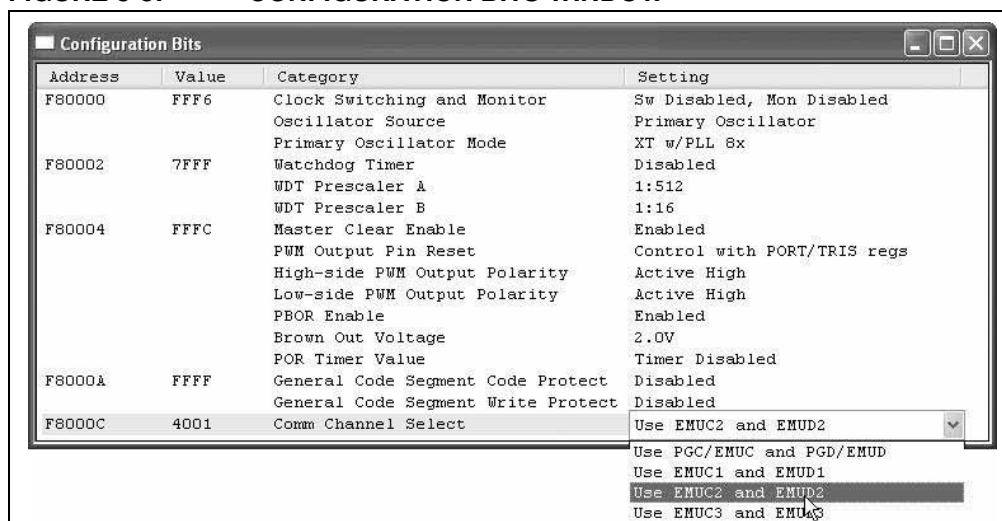 Configuration Bits
Address Value Category Setting
F80000 FFF6 Clock Switching and Monitor Sw Disabled, Mon Disabled
Oscillator Source Primary Oscillator
Primary Oscillator Mode XT w/PLL 8x
F80002 7FFF Watchdog Timer Disabled
WDT Prescaler A 1:512
WDT Prescaler B 1:16
F80004 FFFC Master Clear Enable Enabled
PWM Output Pin Reset Control with PORT/TRIS regs
High-side PWM Output Polarity Active High
Low-side PWM Output Polarity Active High
PBOR Enable Enabled
Brown Out Voltage 2.0V
POR Timer Value Timer Disabled
F8000A FFFF General Code Segment Code Protect Disabled
General Code Segment Write Protect Disabled
F8000C 4001 Comm Channel Select Use EMUC2 and EMUD2
Use PGC/EMUC and PGD/EMUD
Use EMUC1 and EMUD1
Use EMUC2 and EMUD2
Use EMUC3 and EMUD3